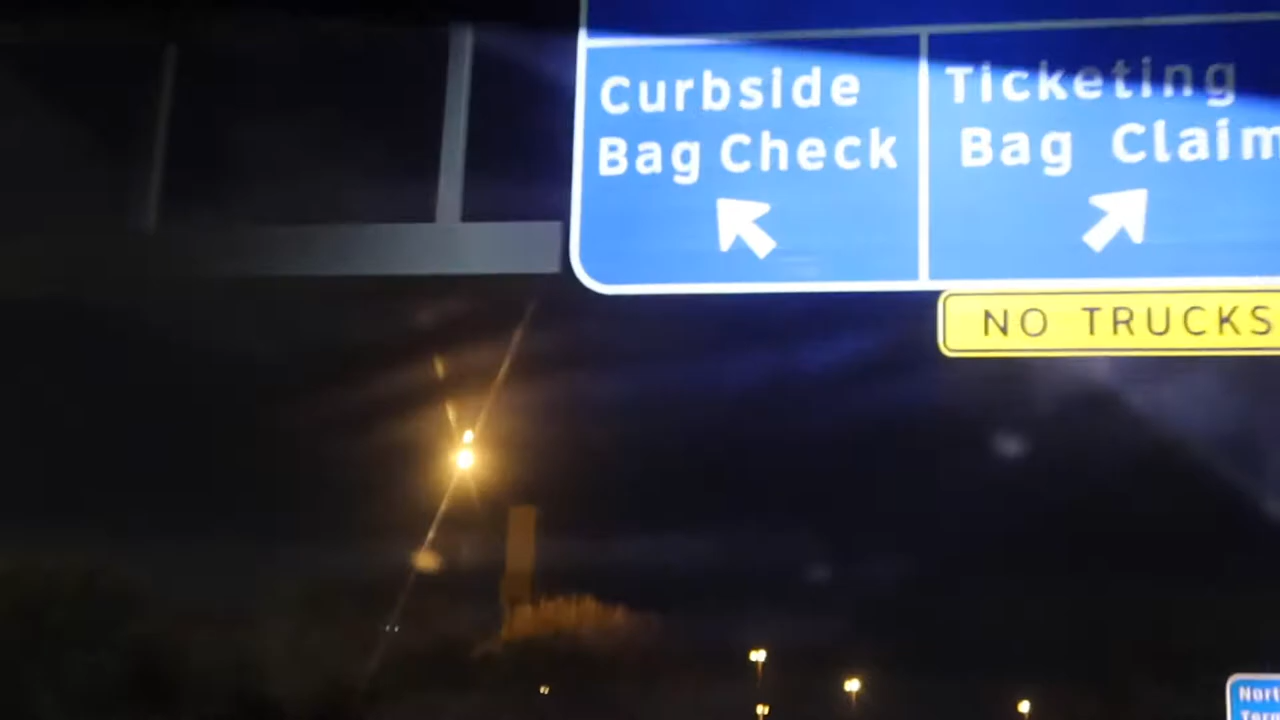 Curbside
Bag Check
Ticketing
Bag Claim
NO TRUCKS